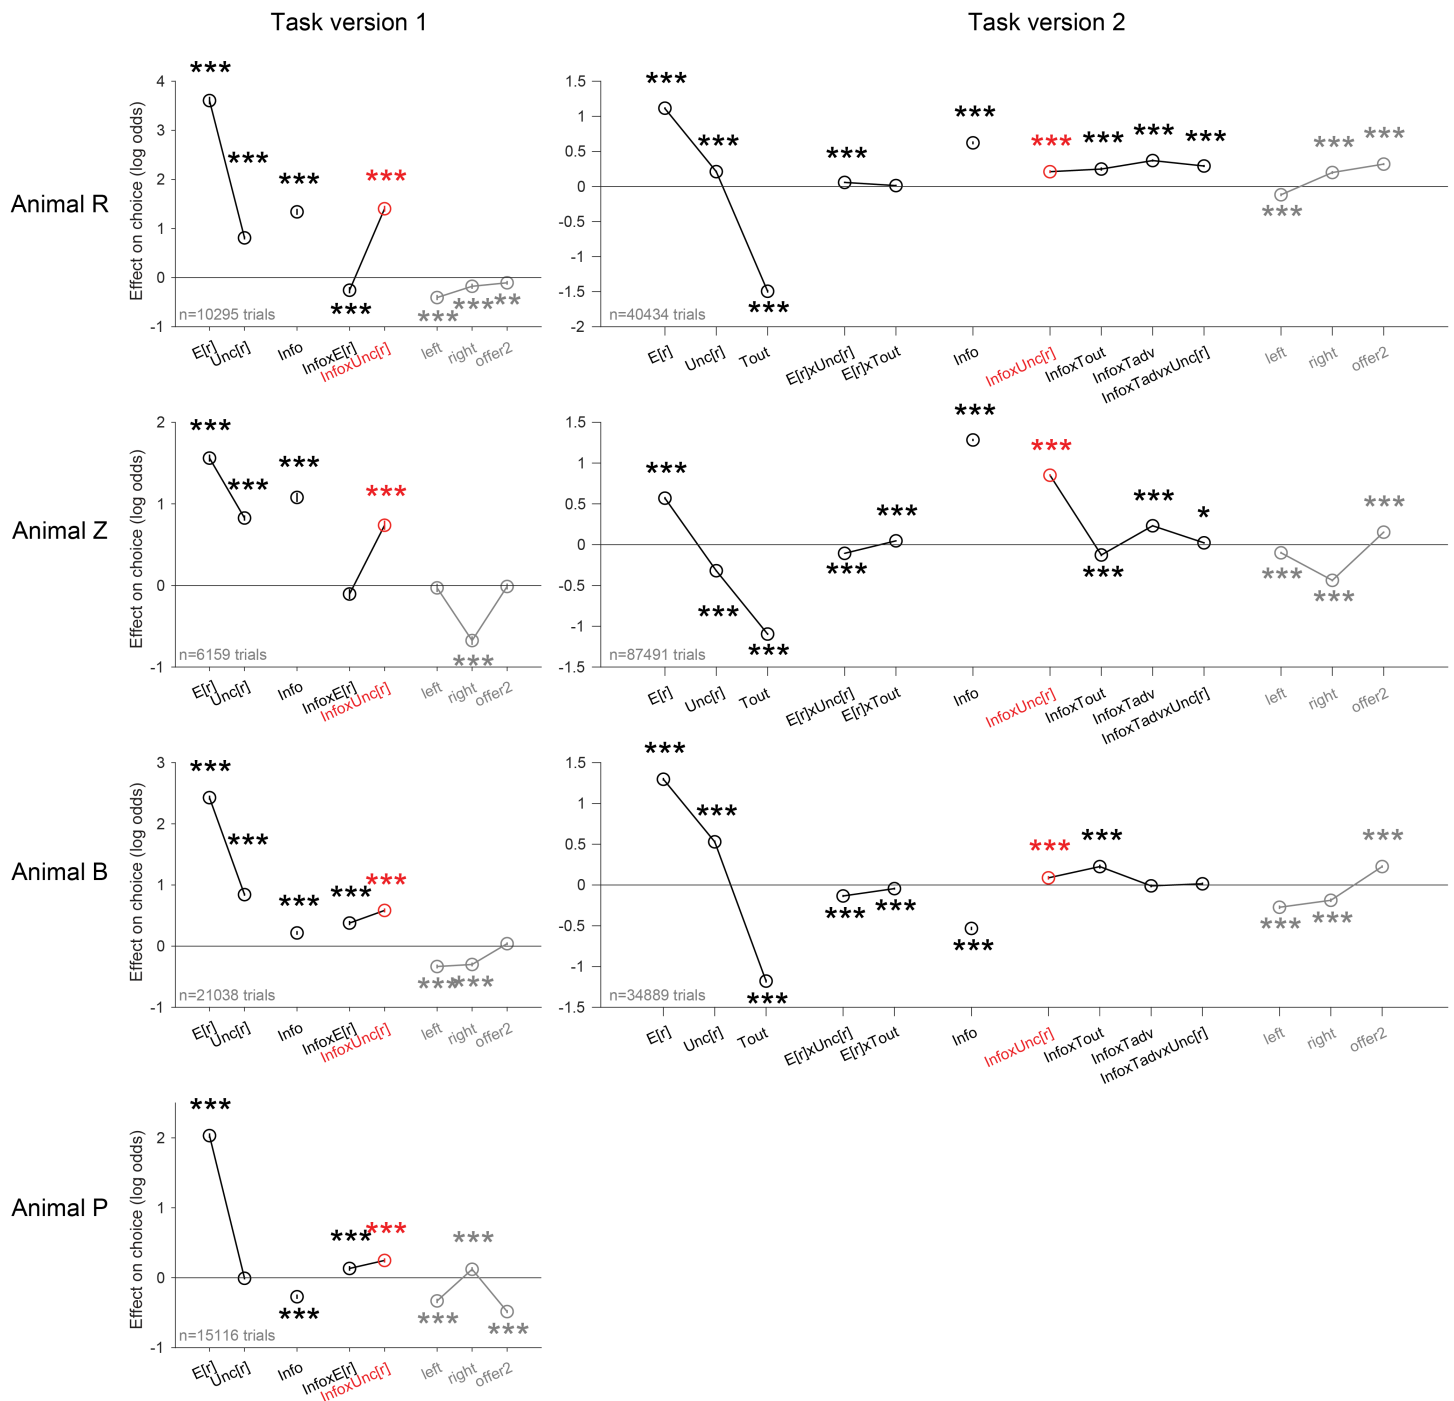 Task version 1
Task version 2
Animal R
Effect on choice (log odds)
4
3
2
1
0
-1
***
***
***
***
***
***
***
**
n=10295 trials
E[r]
Unc[r]
Info
InfoxE[r]
InfoxUnc[r]
left
right
offer2
1.5
1
0.5
0
-0.5
-1
-1.5
-2
***
***
***
***
***
***
***
***
***
***
***
***
n=40434 trials
E[r]
Unc[r]
Tout
E[r]xUnc[r]
E[r]xTout
Info
InfoxUnc[r]
InfoxTout
InfoxTadv
InfoxTadvxUnc[r]
left
right
offer2
Animal Z
Effect on choice (log odds)
2
1
0
-1
***
***
***
***
***
n=6159 trials
E[r]
Unc[r]
Info
InfoxE[r]
InfoxUnc[r]
left
right
offer2
1.5
1
0.5
0
-0.5
-1
-1.5
***
***
***
***
***
***
***
***
***
*
***
***
***
n=87491 trials
E[r]
Unc[r]
Tout
E[r]xUnc[r]
E[r]xTout
Info
InfoxUnc[r]
InfoxTout
InfoxTadv
InfoxTadvxUnc[r]
left
right
offer2
Animal B
Effect on choice (log odds)
3
2
1
0
-1
***
***
***
***
***
***
***
n=21038 trials
E[r]
Unc[r]
Info
InfoxE[r]
InfoxUnc[r]
left
right
offer2
1.5
1
0.5
0
-0.5
-1
-1.5
***
***
***
***
***
***
***
***
***
***
***
n=34889 trials
E[r]
Unc[r]
Tout
E[r]xUnc[r]
E[r]xTout
Info
InfoxUnc[r]
InfoxTout
InfoxTadv
InfoxTadvxUnc[r]
left
right
offer2
Animal P
Effect on choice (log odds)
2
1
0
-1
***
***
***
***
***
***
***
n=15116 trials
E[r]
Unc[r]
Info
InfoxE[r]
InfoxUnc[r]
left
right
offer2